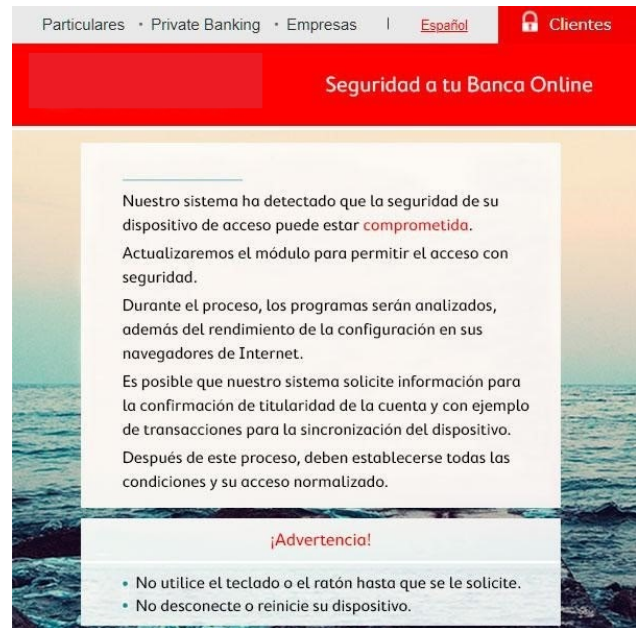 Particulares · Private Banking · Empresas | Español Clientes
Seguridad a tu Banca Online
Nuestro sistema ha detectado que la seguridad de su
dispositivo de acceso puede estar comprometida.
Actualizaremos el módulo para permitir el acceso con
seguridad.
Durante el proceso, los programas serán analizados,
además del rendimiento de la configuración en sus
navegadores de Internet.
Es posible que nuestro sistema solicite información para
la confirmación de titularidad de la cuenta y con ejemplo
de transacciones para la sincronización del dispositivo.
Después de este proceso, deben establecerse todas las
condiciones y su acceso normalizado.
¡Advertencia!
• No utilice el teclado o el ratón hasta que se le solicite.
• No desconecte o reinicie su dispositivo.